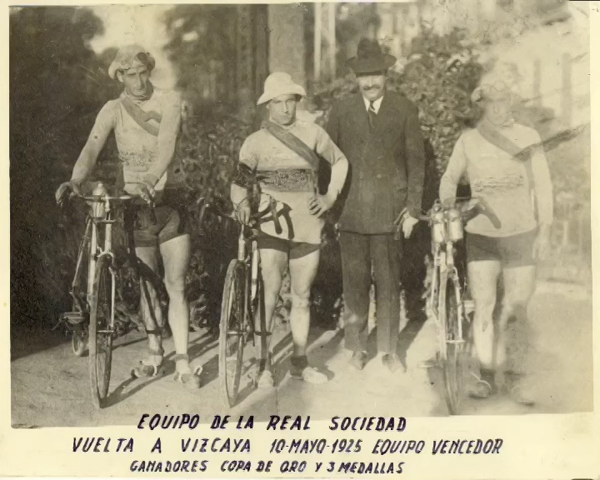 EQUIPO DE LA REAL SOCIEDAD
VUELTA A VIZCAYA 10-MAYO-1925 EQUIPO VENCEDOR
GANADORES COPA DE ORO Y 3 MEDALLAS